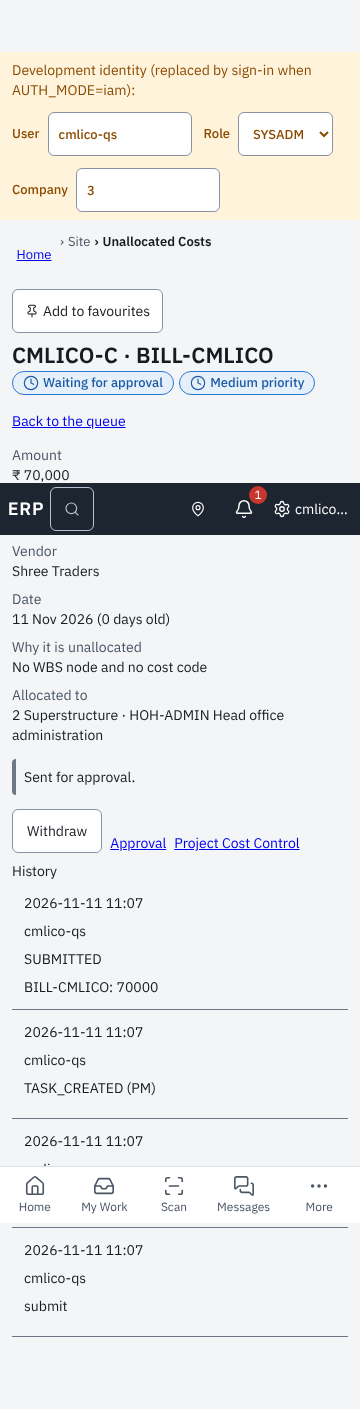 Development identity (replaced by sign-in when
AUTH_MODE=iam):
User cmlico-qs Role SYSADM
Company 3
Home › Site › Unallocated Costs
Add to favourites
CMLICO-C · BILL-CMLICO
Waiting for approval Medium priority
Back to the queue
Amount
₹ 70,000
ERP 1 cmlico...
Vendor
Shree Traders
Date
11 Nov 2026 (0 days old)
Why it is unallocated
No WBS node and no cost code
Allocated to
2 Superstructure · HOH-ADMIN Head office
administration
Sent for approval.
Withdraw Approval Project Cost Control
History
2026-11-11 11:07
cmlico-qs
SUBMITTED
BILL-CMLICO: 70000
2026-11-11 11:07
cmlico-qs
TASK_CREATED (PM)
2026-11-11 11:07
Home My Work Scan Messages More
2026-11-11 11:07
cmlico-qs
submit